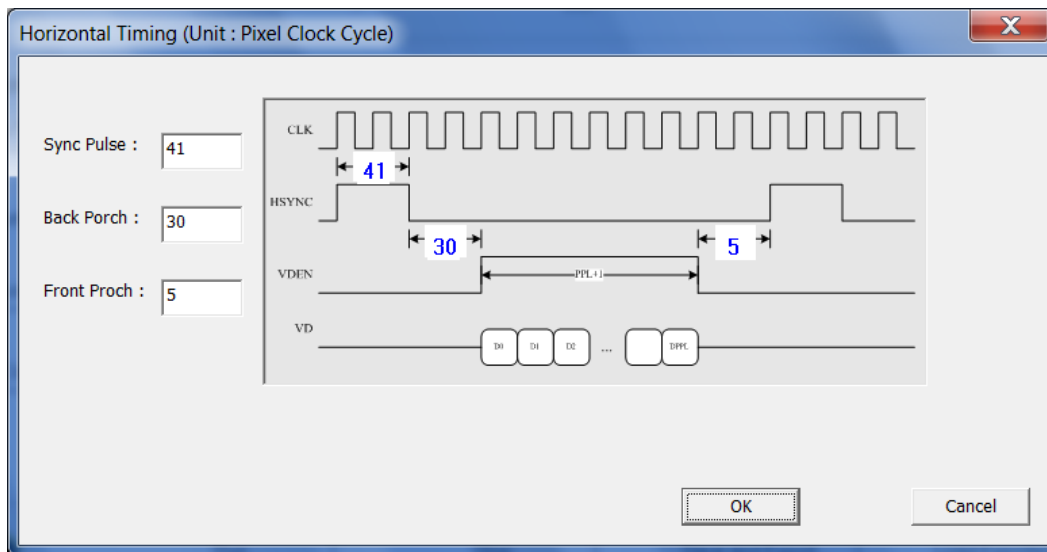 Horizontal Timing (Unit : Pixel Clock Cycle)
X
Sync Pulse : 41
Back Porch : 30
Front Proch : 5
CLK
41
HSYNC
30
5
VDEN
PPL+1
VD
D0 D1 D2 ... DPPL
OK
Cancel